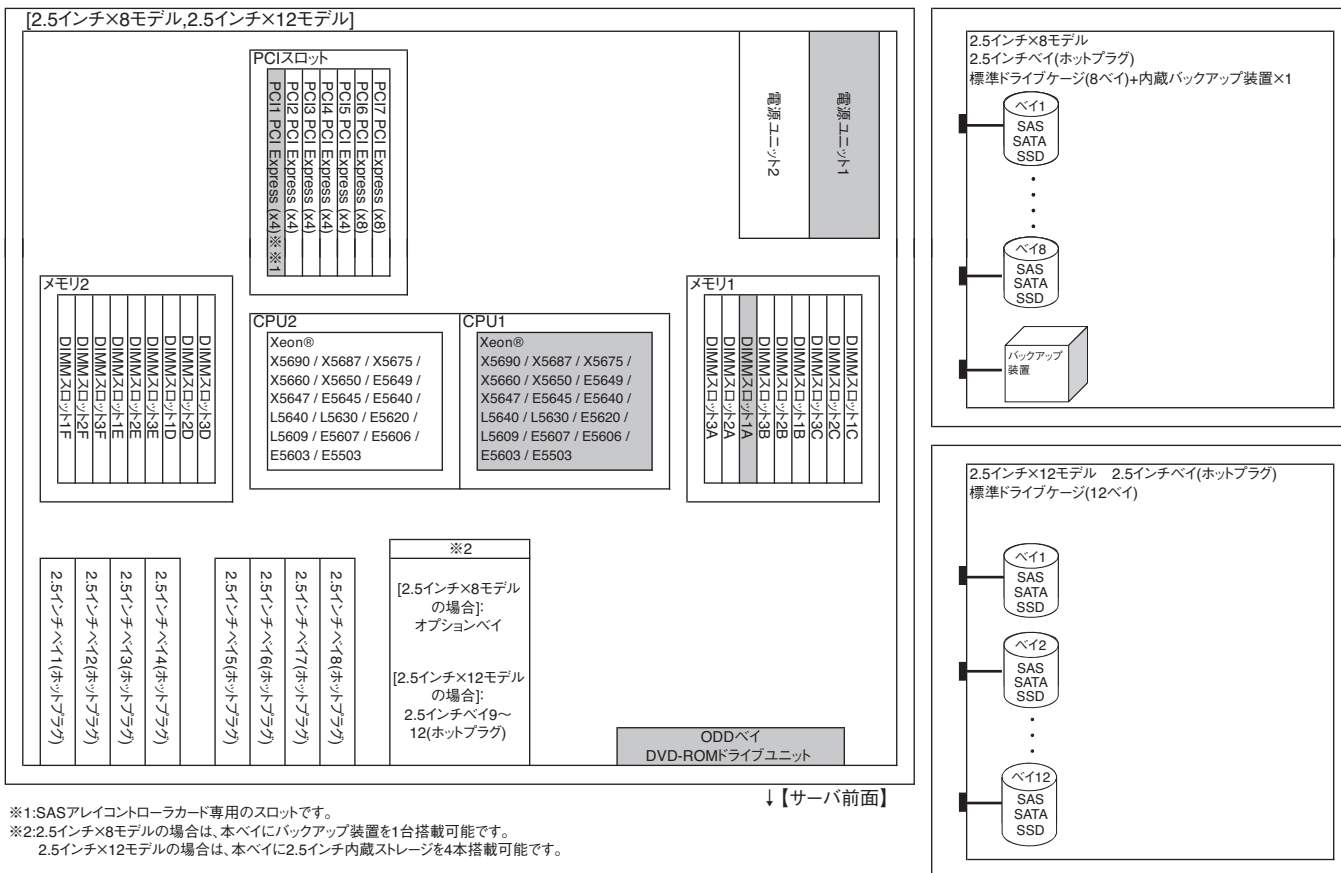 [2.5インチ×8モデル,2.5インチ×12モデル]
PCIスロット
PCI1 PCI Express (x4)※ ※1
PCI2 PCI Express (x4)
PCI3 PCI Express (x4)
PCI4 PCI Express (x4)
PCI5 PCI Express (x4)
PCI6 PCI Express (x8)
PCI7 PCI Express (x8)
電源ユニット2
電源ユニット1
メモリ2
DIMMスロット1F
DIMMスロット2F
DIMMスロット3F
DIMMスロット1E
DIMMスロット2E
DIMMスロット3E
DIMMスロット1D
DIMMスロット2D
DIMMスロット3D
CPU2
Xeon®
X5690 / X5687 / X5675 /
X5660 / X5650 / E5649 /
X5647 / E5645 / E5640 /
L5640 / L5630 / E5620 /
L5609 / E5607 / E5606 /
E5603 / E5503
CPU1
Xeon®
X5690 / X5687 / X5675 /
X5660 / X5650 / E5649 /
X5647 / E5645 / E5640 /
L5640 / L5630 / E5620 /
L5609 / E5607 / E5606 /
E5603 / E5503
メモリ1
DIMMスロット3A
DIMMスロット2A
DIMMスロット1A
DIMMスロット3B
DIMMスロット2B
DIMMスロット1B
DIMMスロット3C
DIMMスロット2C
DIMMスロット1C
2.5インチベイ1(ホットプラグ)
2.5インチベイ2(ホットプラグ)
2.5インチベイ3(ホットプラグ)
2.5インチベイ4(ホットプラグ)
2.5インチベイ5(ホットプラグ)
2.5インチベイ6(ホットプラグ)
2.5インチベイ7(ホットプラグ)
2.5インチベイ8(ホットプラグ)
※2
[2.5インチ×8モデル
の場合]:
オプションベイ
[2.5インチ×12モデル
の場合]:
2.5インチベイ9～
12(ホットプラグ)
ODDベイ
DVD-ROMドライブユニット
↓【サーバ前面】
※1:SASアレイコントローラカード専用のスロットです。
※2:2.5インチ×8モデルの場合は、本ベイにバックアップ装置を1台搭載可能です。
2.5インチ×12モデルの場合は、本ベイに2.5インチ内蔵ストレージを4本搭載可能です。
2.5インチ×8モデル
2.5インチベイ(ホットプラグ)
標準ドライブケージ(8ベイ)+内蔵バックアップ装置×1
ベイ1
SAS
SATA
SSD
ベイ8
SAS
SATA
SSD
バックアップ
装置
2.5インチ×12モデル　2.5インチベイ(ホットプラグ)
標準ドライブケージ(12ベイ)
ベイ1
SAS
SATA
SSD
ベイ2
SAS
SATA
SSD
ベイ12
SAS
SATA
SSD